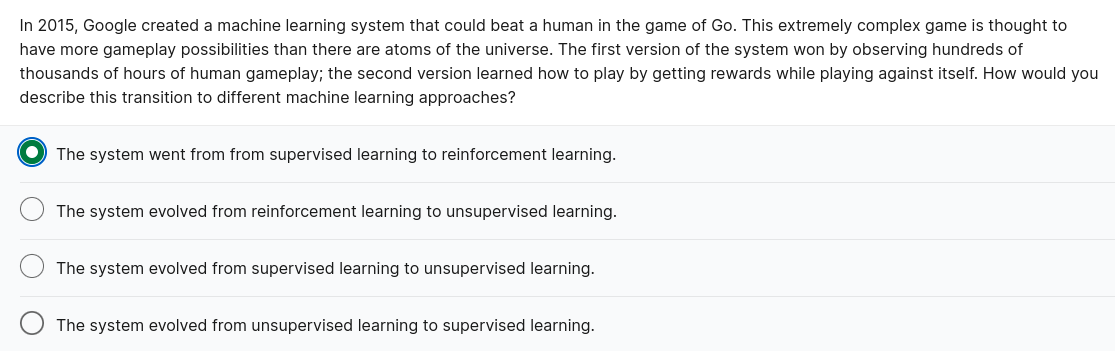 In 2015, Google created a machine learning system that could beat a human in the game of Go. This extremely complex game is thought to
have more gameplay possibilities than there are atoms of the universe. The first version of the system won by observing hundreds of
thousands of hours of human gameplay; the second version learned how to play by getting rewards while playing against itself. How would you
describe this transition to different machine learning approaches?
The system went from from supervised learning to reinforcement learning.
The system evolved from reinforcement learning to unsupervised learning.
The system evolved from supervised learning to unsupervised learning.
The system evolved from unsupervised learning to supervised learning.